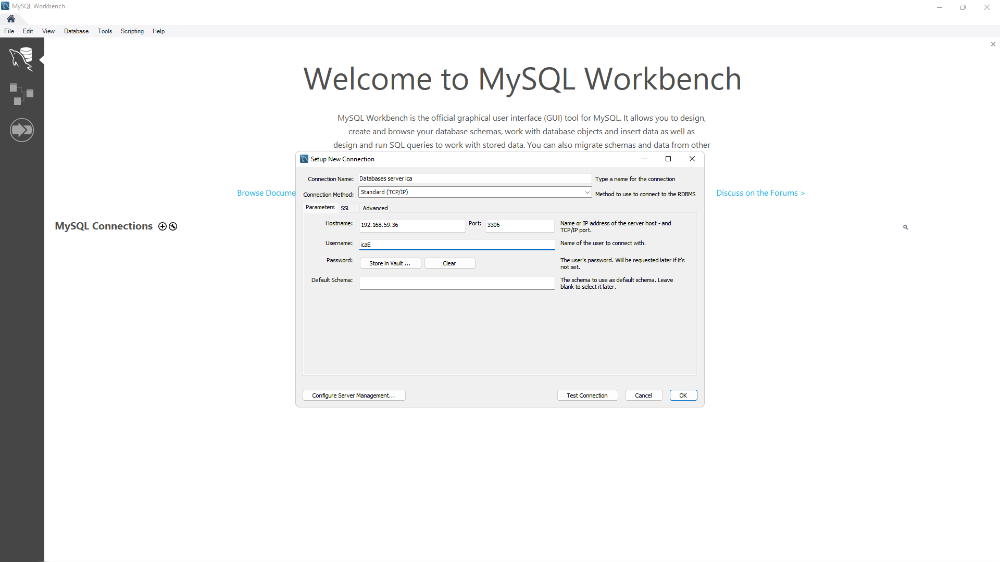 MySQL Workbench
File Edit View Database Tools Scripting Help
Welcome to MySQL Workbench
MySQL Workbench is the official graphical user interface (GUI) tool for MySQL. It allows you to design,
create and browse your database schemas, work with database objects and insert data as well as
design and run SQL queries to work with stored data. You can also migrate schemas and data from other
Browse Docume
Discuss on the Forums >
MySQL Connections
Setup New Connection
Connection Name: Databases server ica Type a name for the connection
Connection Method: Standard (TCP/IP) Method to use to connect to the RDBMS
Parameters SSL Advanced
Hostname: 192.168.59.36 Port: 3306 Name or IP address of the server host - and
TCP/IP port.
Username: icaE Name of the user to connect with.
Password: Store in Vault ... Clear The user's password. Will be requested later if it's
not set.
Default Schema: The schema to use as default schema. Leave
blank to select it later.
Configure Server Management... Test Connection Cancel OK